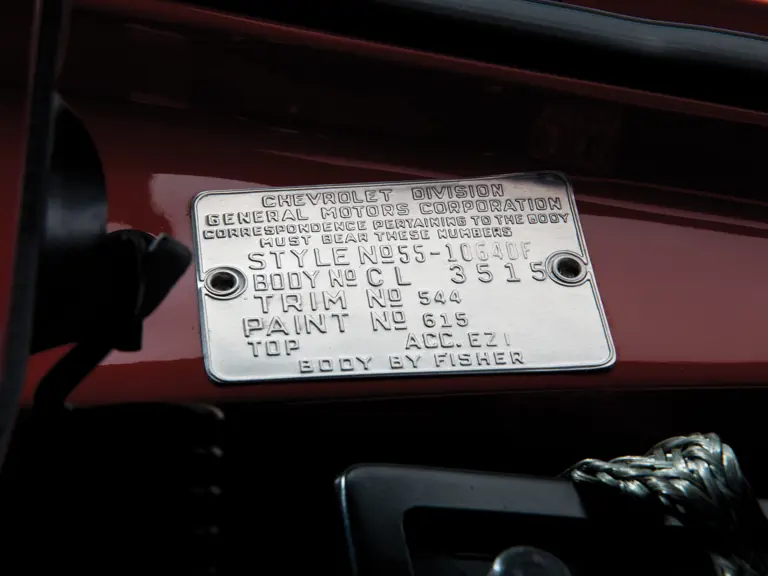 CHEVROLET DIVISION
GENERAL MOTORS CORPORATION
CORRESPONDENCE PERTAINING TO THE BODY
MUST BEAR THESE NUMBERS
STYLE NO 55-1064DF
BODY NO CL 3515
TRIM NO 544
PAINT NO 615
TOP ACC. EZI
BODY BY FISHER